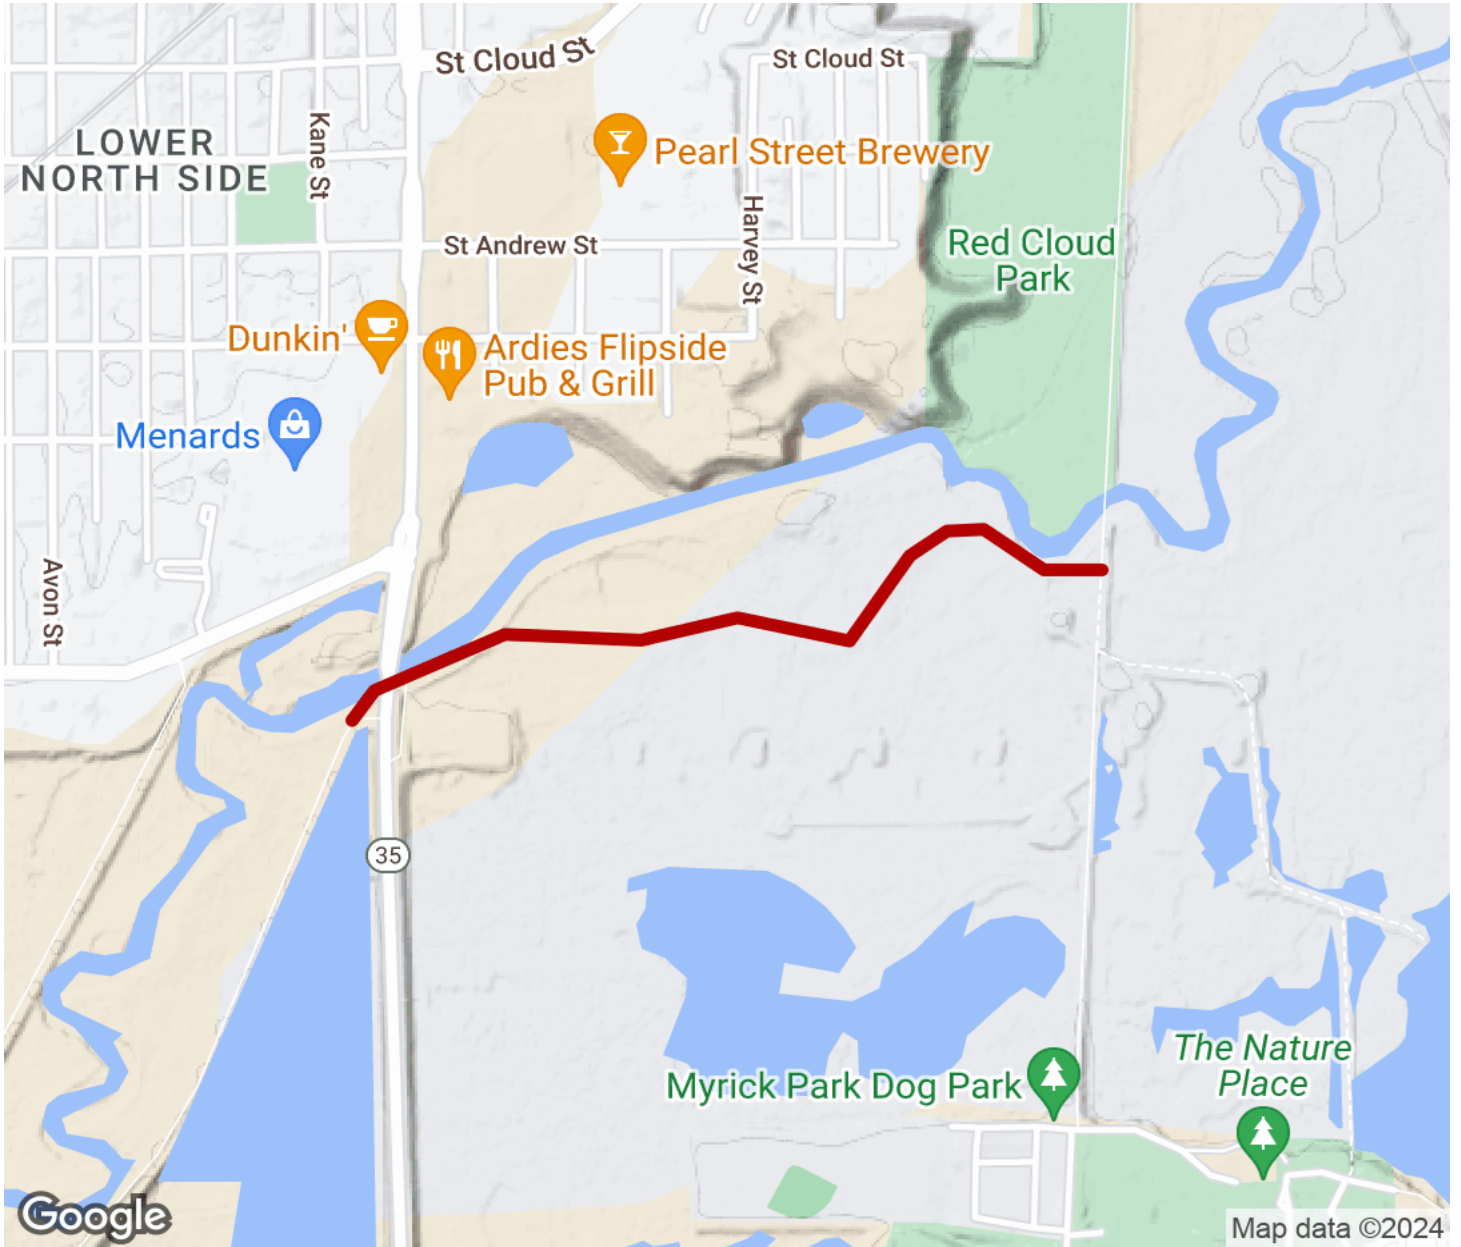 St Cloud St
St Cloud St
LOWER
NORTH SIDE
Kane St
Pearl Street Brewery
Harvey St
St Andrew St
Red Cloud
Park
Dunkin'
Ardies Flipside
Pub & Grill
Menards
Avon St
35
The Nature
Place
Myrick Park Dog Park
Google
Map data ©2024